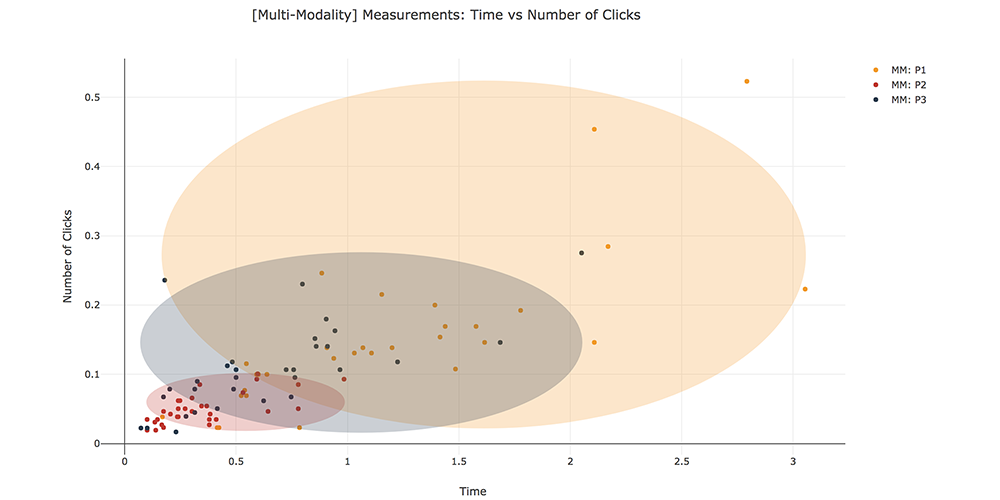 [Multi-Modality] Measurements: Time vs Number of Clicks
MM: P1
MM: P2
MM: P3
Number of Clicks
0.5
0.4
0.3
0.2
0.1
0
0
0.5
1
1.5
2
2.5
3
Time